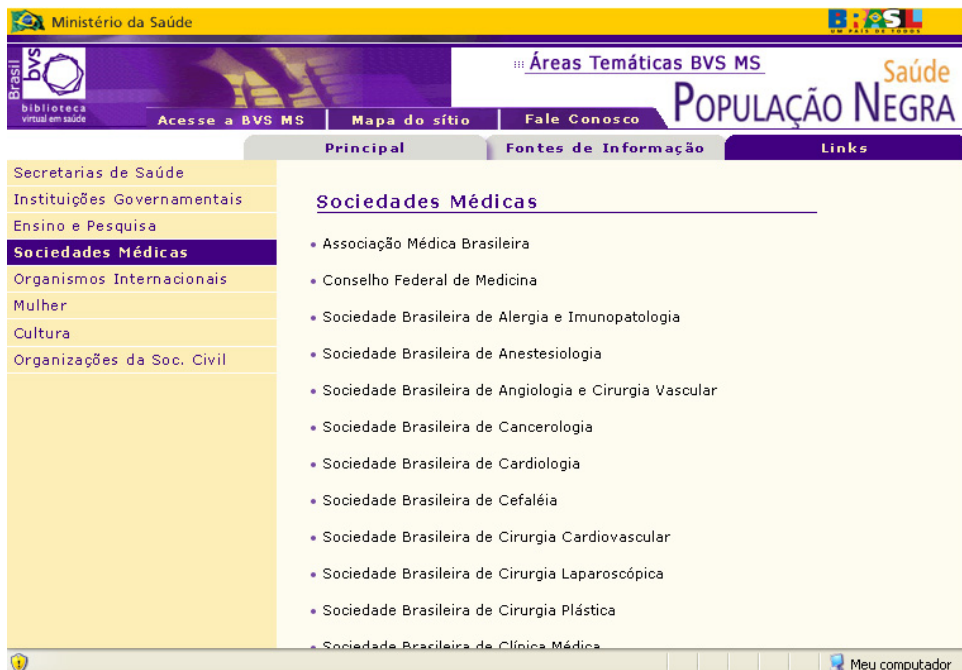 Ministério da Saúde
BRASIL
UM PAÍS DE TODOS
Brasil
bvs
biblioteca
virtual em saúde
Áreas Temáticas BVS MS
Saúde
POPULAÇÃO NEGRA
Acesse a BVS MS
Mapa do sítio
Fale Conosco
Principal
Fontes de Informação
Links
Secretarias de Saúde
Instituições Governamentais
Ensino e Pesquisa
Sociedades Médicas
Organismos Internacionais
Mulher
Cultura
Organizações da Soc. Civil
Sociedades Médicas
Associação Médica Brasileira
Conselho Federal de Medicina
Sociedade Brasileira de Alergia e Imunopatologia
Sociedade Brasileira de Anestesiologia
Sociedade Brasileira de Angiologia e Cirurgia Vascular
Sociedade Brasileira de Cancerologia
Sociedade Brasileira de Cardiologia
Sociedade Brasileira de Cefaléia
Sociedade Brasileira de Cirurgia Cardiovascular
Sociedade Brasileira de Cirurgia Laparoscópica
Sociedade Brasileira de Cirurgia Plástica
Sociedade Brasileira de Clínica Médica
Meu computador